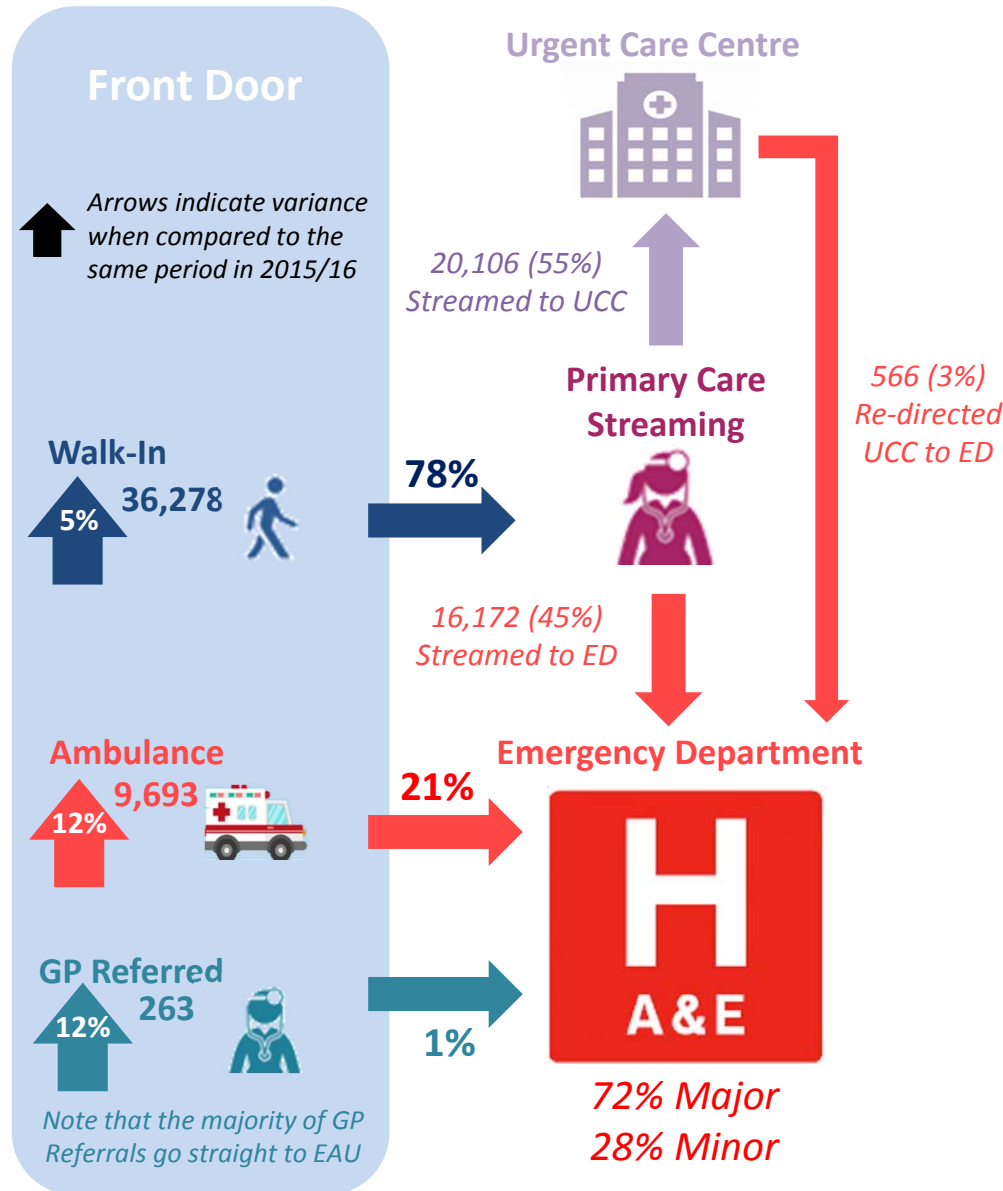 Front Door
Arrows indicate variance
when compared to the
same period in 2015/16
Urgent Care Centre
20,106 (55%)
Streamed to UCC
Primary Care
Streaming
566 (3%)
Re-directed
UCC to ED
Walk-In
36,278
5%
78%
16,172 (45%)
Streamed to ED
Ambulance
9,693
12%
21%
Emergency Department
H
A & E
GP Referred
263
12%
1%
Note that the majority of GP
Referrals go straight to EAU
72% Major
28% Minor